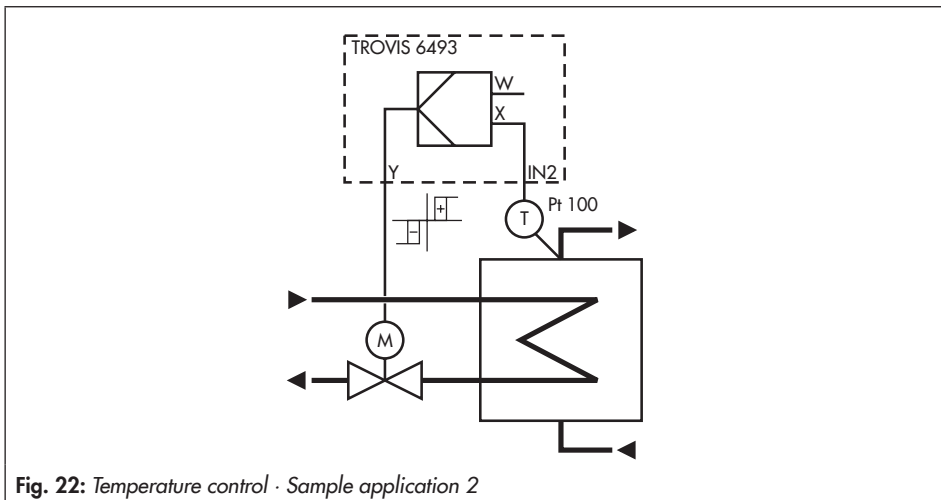 TROVIS 6493
W
X
Y
IN2
+
−
Pt 100
T
M
Fig. 22: Temperature control · Sample application 2